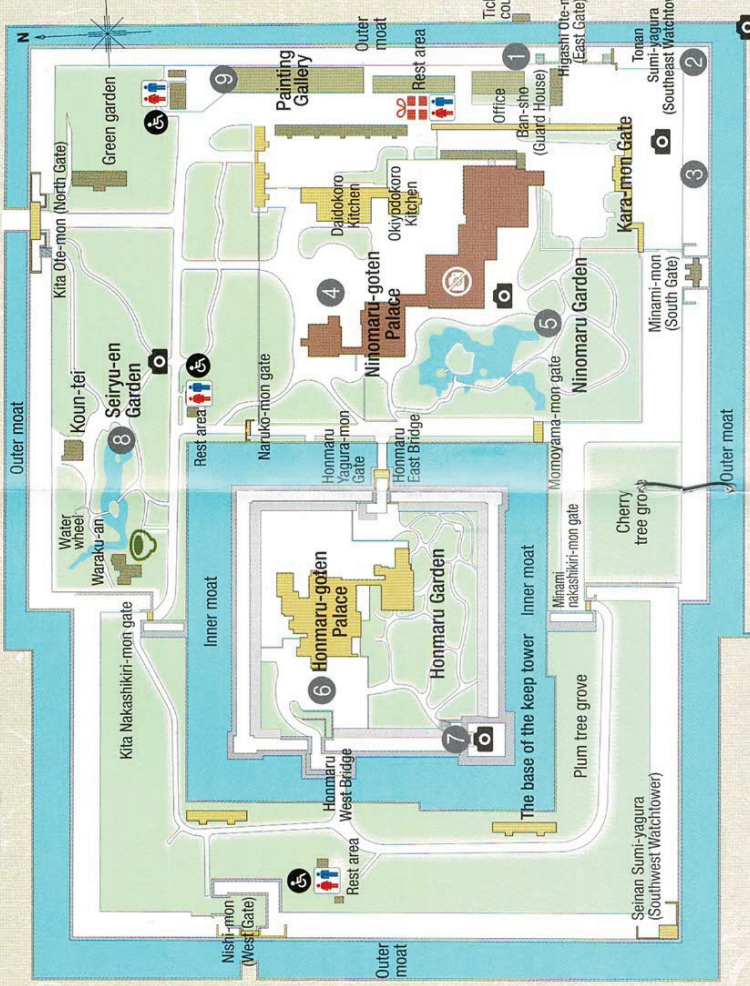 N
Outer moat
Kita Ote-mon (North Gate)
Green garden
9
Painting
Gallery
Outer
moat
Rest area
Office
Ban-sho
(Guard House)
1
Higashi
(East Gate)
Tonan
Sumi-yagura
(Southeast
2
3
Kara-mon Gate
Minami-mon
(South Gate)
Daidokoro
Kitchen
Okiyodokoro
Kitchen
4
Ninomaru-goten
Palace
5
Ninomaru Garden
Koun-tei
Seiryu-en
Garden
8
Water
wheel
Waraku-an
Rest area
Naruko-mon gate
Honmaru
Yagura-mon
Gate
Honmaru
East Bridge
Momoyama-mon gate
Cherry
tree
Outer moat
Kita Nakashikiri-mon gate
Inner moat
Honmaru-goten
Palace
6
Honmaru Garden
Inner moat
Minami
nakashikiri-mon gate
7
Honmaru
West Bridge
The base of the keep tower
Plum tree grove
Nishi-mon
(West Gate)
Rest area
Outer
moat
Seinan Sumi-yagura
(Southwest Watchtower)